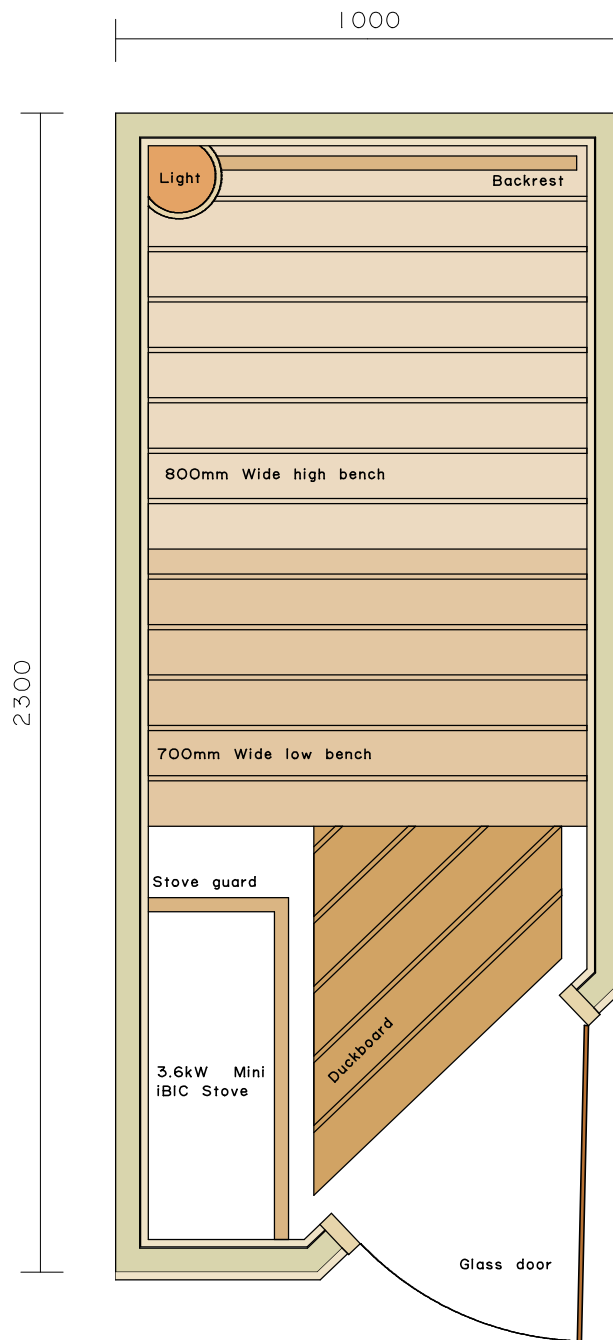 1000
Light
Backrest
800mm Wide high bench
2300
700mm Wide low bench
Stove guard
Duckboard
3.6kW Mini
iBIC Stove
Glass door